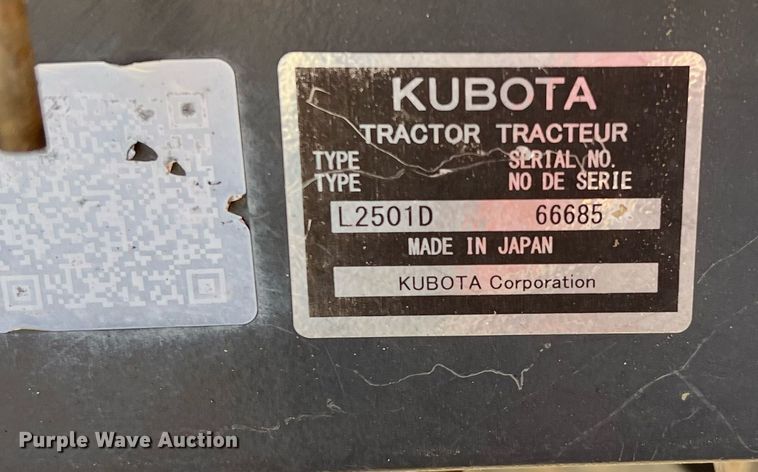 KUBOTA
TRACTOR TRACTEUR
TYPE SERIAL NO.
TYPE NO DE SERIE
L2501D 66685
MADE IN JAPAN
KUBOTA Corporation
Purple Wave Auction